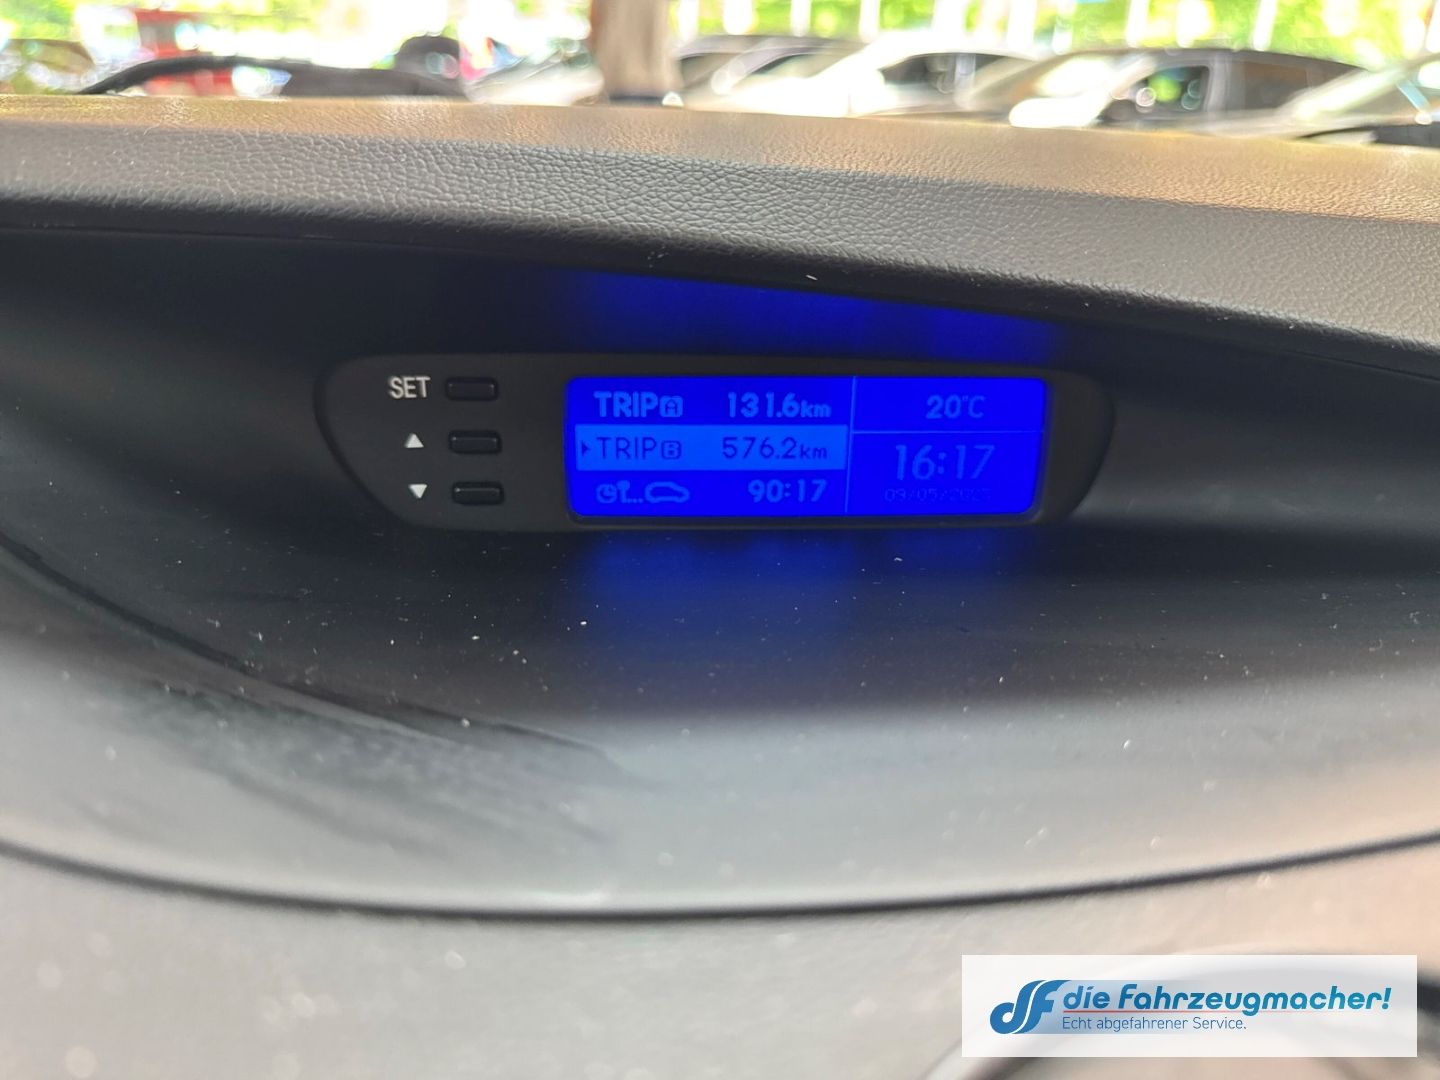 SET
TRIP A 131.6km 20°C
TRIP B 576.2km 16:17
90:17
die Fahrzeugmacher!
Echt abgefahrener Service.